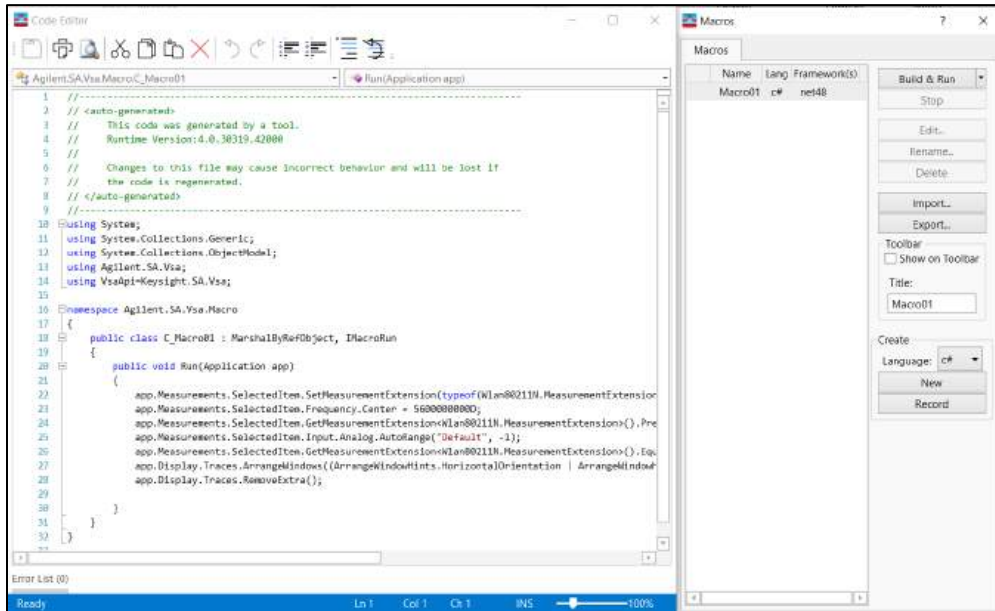 Code Editor
Agilent.SA.Vsa.Macro.C_Macro01
Run(Application app)
1 //----------------------------------------------------------------------
2 // <auto-generated>
3 // This code was generated by a tool.
4 // Runtime Version:4.0.30319.42000
5 //
6 // Changes to this file may cause incorrect behavior and will be lost if
7 // the code is regenerated.
8 // </auto-generated>
9 //----------------------------------------------------------------------
10 using System;
11 using System.Collections.Generic;
12 using System.Collections.ObjectModel;
13 using Agilent.SA.Vsa;
14 using VsaApi=Keysight.SA.Vsa;
15
16 namespace Agilent.SA.Vsa.Macro
17 {
18 public class C_Macro01 : MarshalByRefObject, IMacroRun
19 {
20 public void Run(Application app)
21 {
22 app.Measurements.SelectedItem.SetMeasurementExtension(typeof(Wlan80211N.MeasurementExtension
23 app.Measurements.SelectedItem.Frequency.Center = 5600000000D;
24 app.Measurements.SelectedItem.GetMeasurementExtension<Wlan80211N.MeasurementExtension>().Pre
25 app.Measurements.SelectedItem.Input.Analog.AutoRange("Default", -1);
26 app.Measurements.SelectedItem.GetMeasurementExtension<Wlan80211N.MeasurementExtension>().Equ
27 app.Display.Traces.ArrangeWindows((ArrangeWindowHints.HorizontalOrientation | ArrangeWindowH
28 app.Display.Traces.RemoveExtra();
29
30 }
31 }
32 }
Error List (0)
Ready
Ln 1 Col 1 Ch 1 INS 100%
Macros
? ×
Macros
Name Lang Framework(s)
Macro01 c# net48
Build & Run
Stop
Edit...
Rename...
Delete
Import...
Export...
Toolbar
Show on Toolbar
Title:
Macro01
Create
Language: c#
New
Record